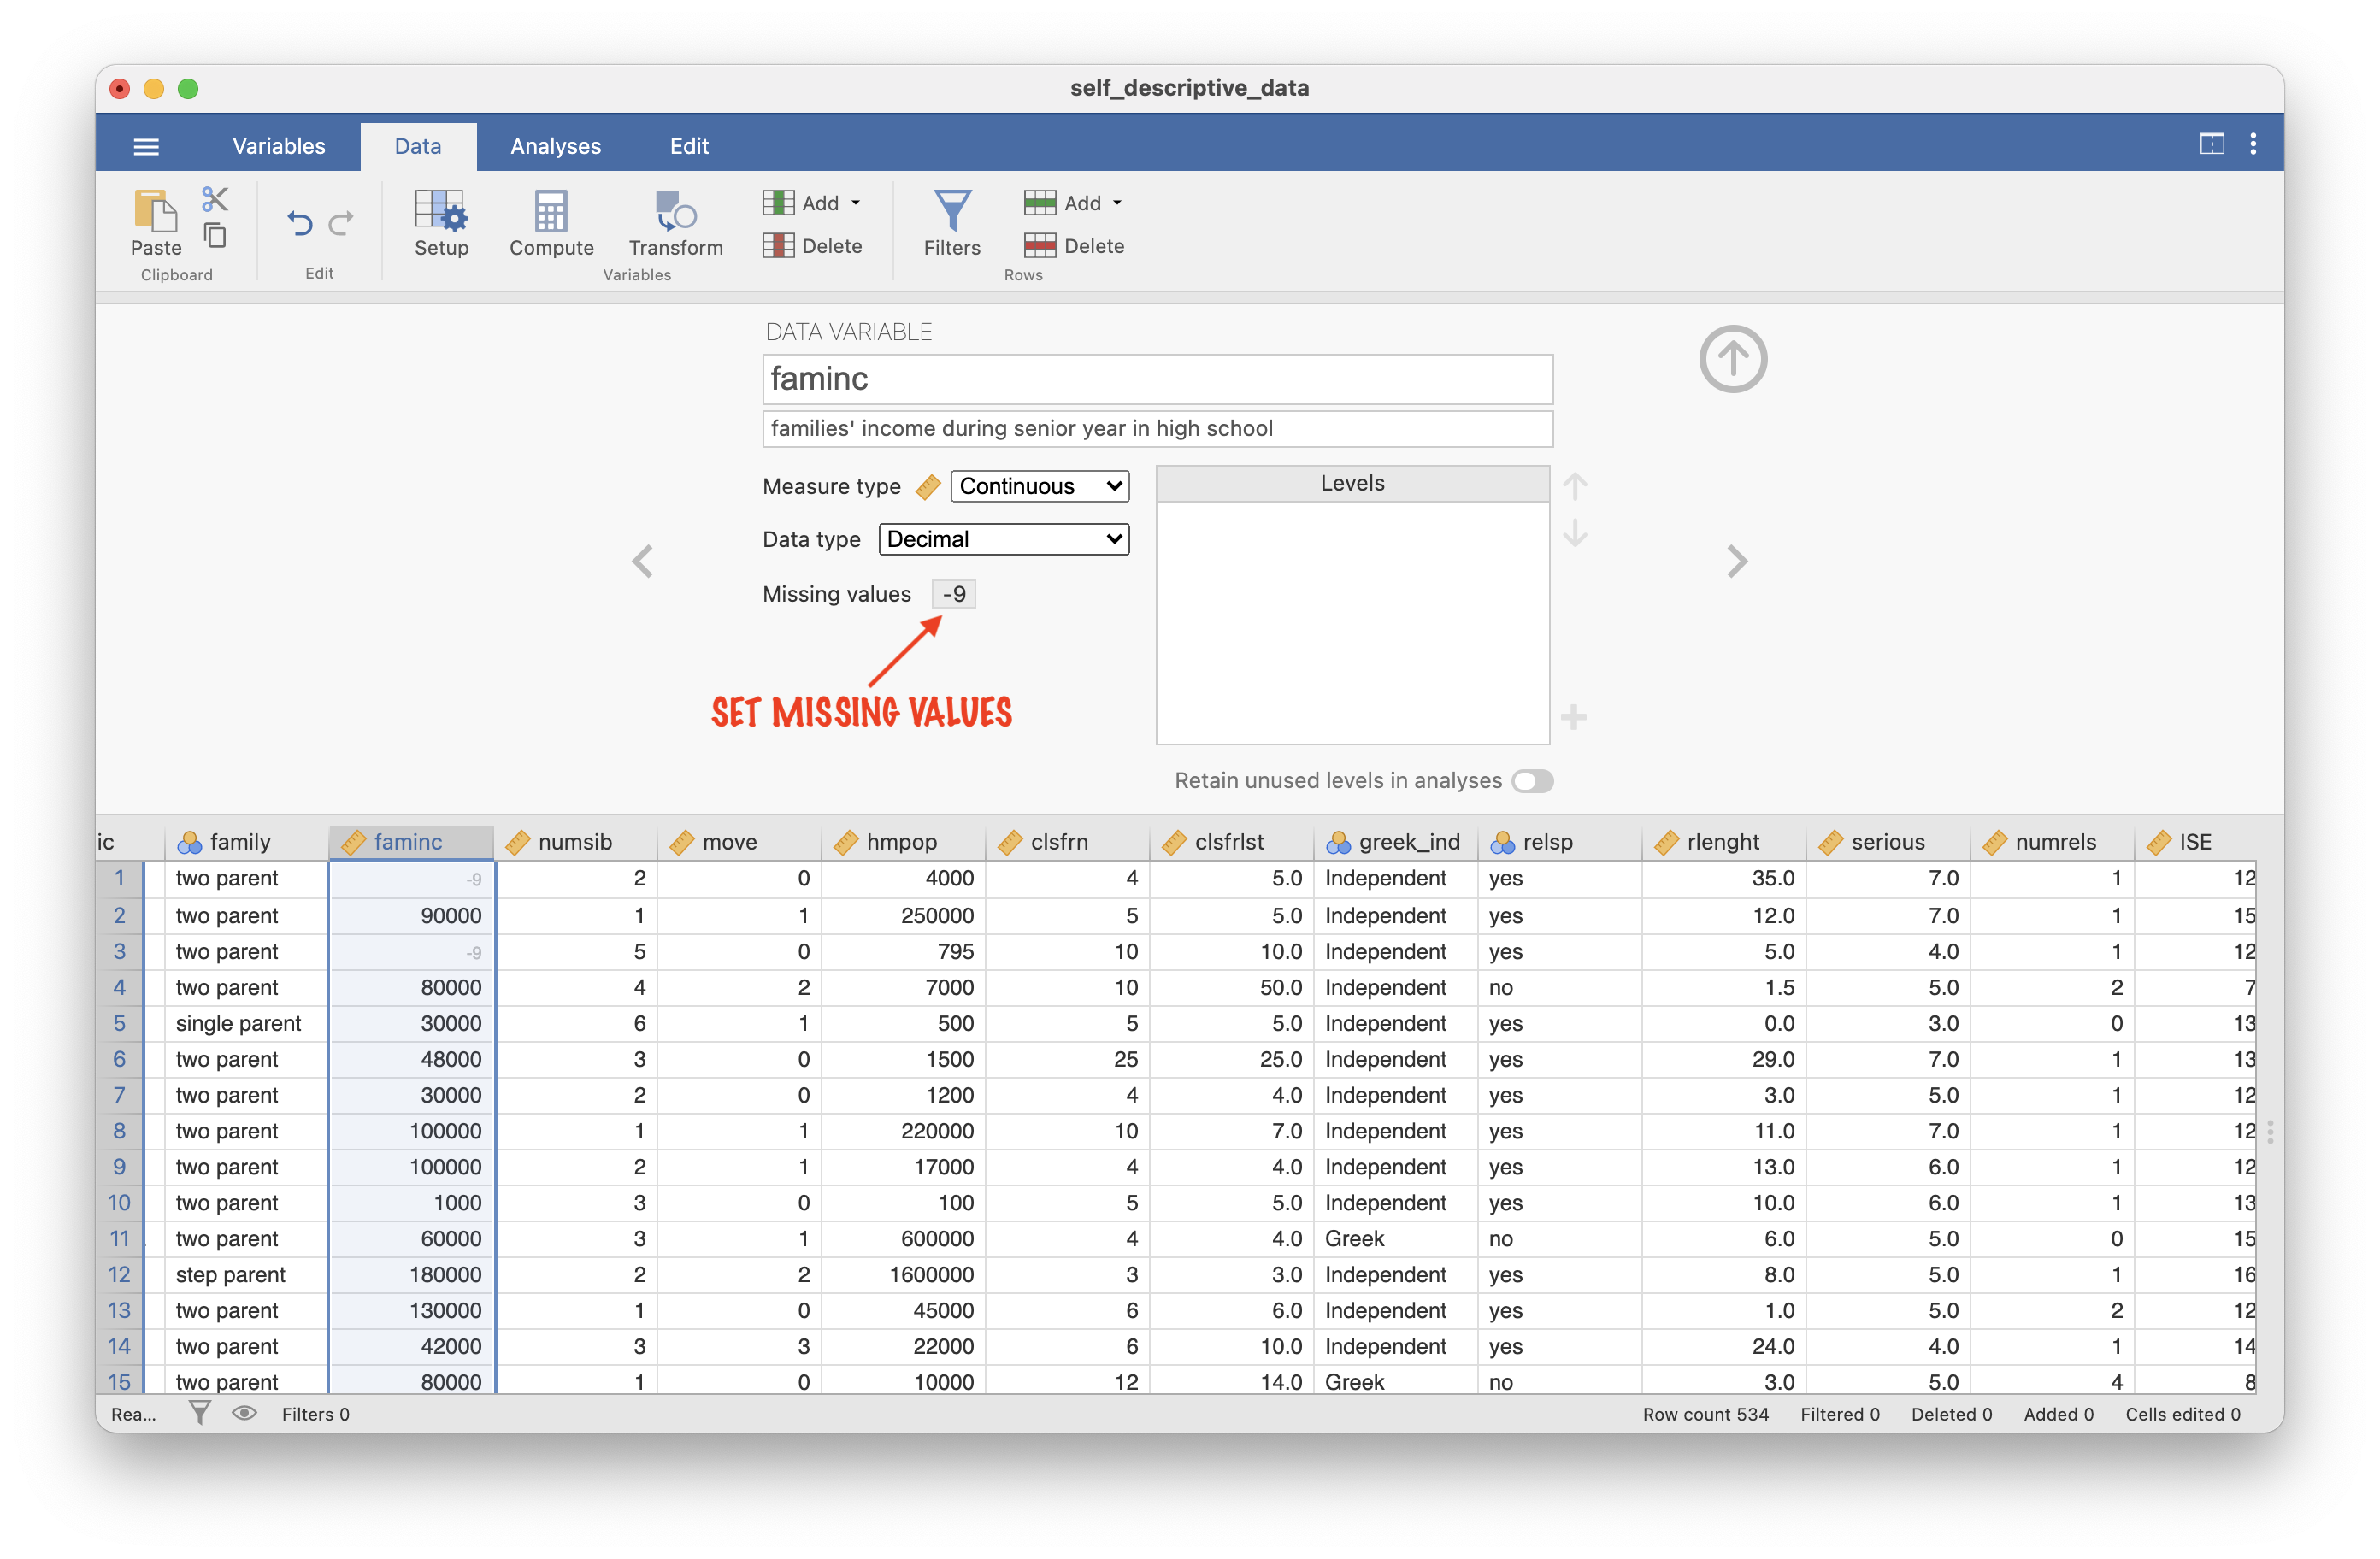 self_descriptive_data
Variables Data Analyses Edit
Paste Setup Compute Transform Add Delete Filters Add Delete
Clipboard Edit Variables Rows
DATA VARIABLE
faminc
families' income during senior year in high school
Measure type Continuous Levels
Data type Decimal
Missing values -9
SET MISSING VALUES
Retain unused levels in analyses
ic family faminc numsib move hmpop clsfrn clsfrlst greek_ind relsp rlenght serious numrels ISE
1 two parent -9 2 0 4000 4 5.0 Independent yes 35.0 7.0 1 12
2 two parent 90000 1 1 250000 5 5.0 Independent yes 12.0 7.0 1 15
3 two parent -9 5 0 795 10 10.0 Independent yes 5.0 4.0 1 12
4 two parent 80000 4 2 7000 10 50.0 Independent no 1.5 5.0 2 7
5 single parent 30000 6 1 500 5 5.0 Independent yes 0.0 3.0 0 13
6 two parent 48000 3 0 1500 25 25.0 Independent yes 29.0 7.0 1 13
7 two parent 30000 2 0 1200 4 4.0 Independent yes 3.0 5.0 1 12
8 two parent 100000 1 1 220000 10 7.0 Independent yes 11.0 7.0 1 12
9 two parent 100000 2 1 17000 4 4.0 Independent yes 13.0 6.0 1 12
10 two parent 1000 3 0 100 5 5.0 Independent yes 10.0 6.0 1 13
11 two parent 60000 3 1 600000 4 4.0 Greek no 6.0 5.0 0 15
12 step parent 180000 2 2 1600000 3 3.0 Independent yes 8.0 5.0 1 16
13 two parent 130000 1 0 45000 6 6.0 Independent yes 1.0 5.0 2 12
14 two parent 42000 3 3 22000 6 10.0 Independent yes 24.0 4.0 1 14
15 two parent 80000 1 0 10000 12 14.0 Greek no 3.0 5.0 4 8
Rea... Filters 0 Row count 534 Filtered 0 Deleted 0 Added 0 Cells edited 0